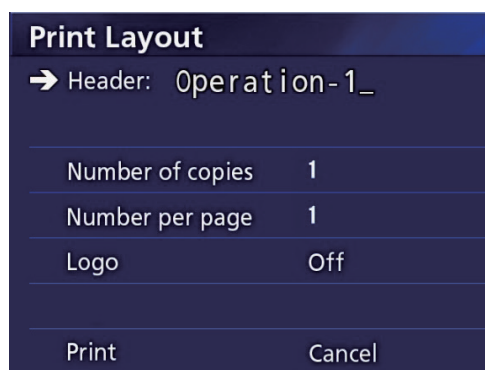 Print Layout
➔ Header: Operation-1_
Number of copies 1
Number per page 1
Logo Off
Print Cancel